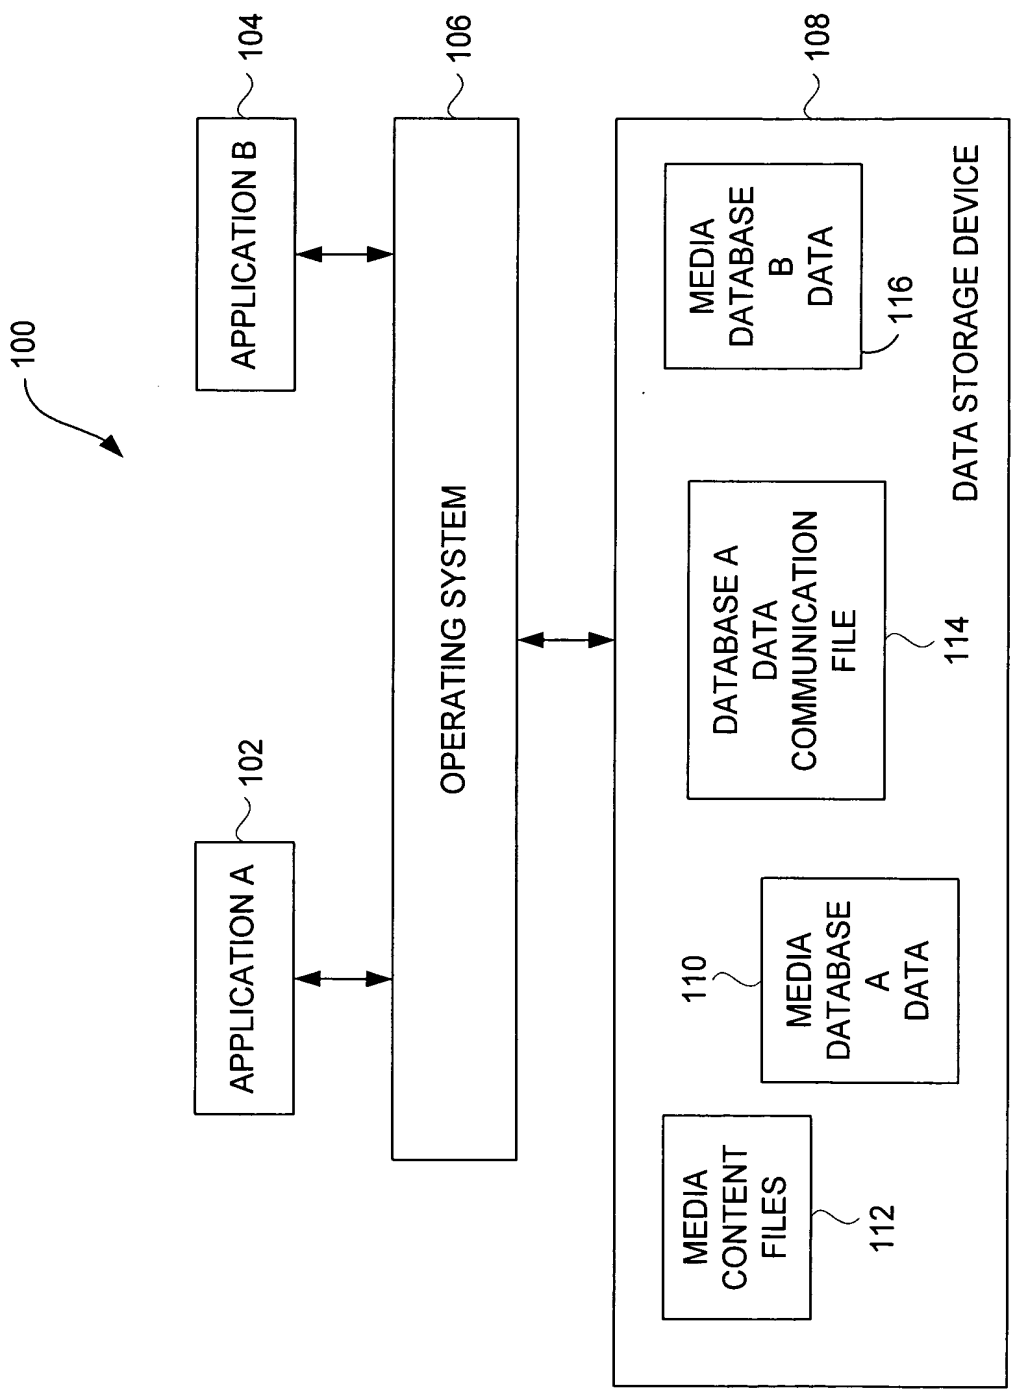 100
102
APPLICATION A
104
APPLICATION B
106
OPERATING SYSTEM
108
112
MEDIA
CONTENT
FILES
110
MEDIA
DATABASE
A
DATA
DATABASE A
DATA
COMMUNICATION
FILE
114
MEDIA
DATABASE
B
DATA
116
DATA STORAGE DEVICE